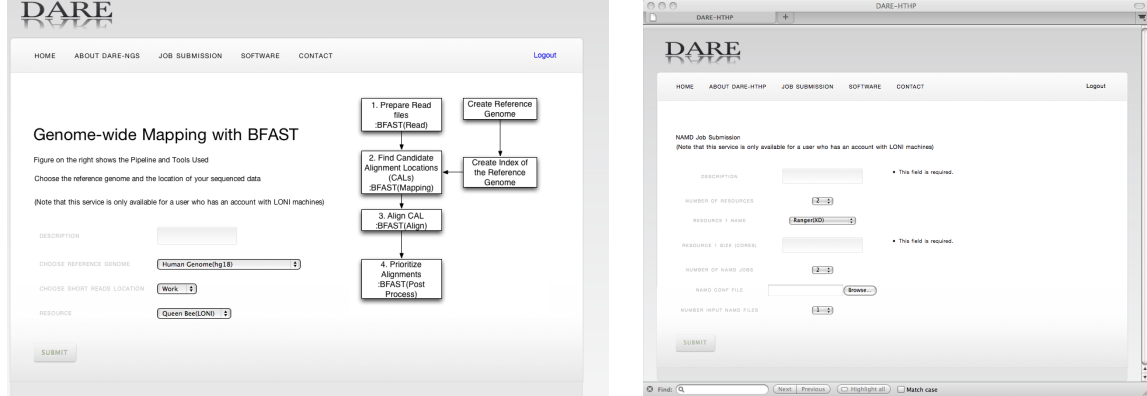 DARE
HOME ABOUT DARE-NGS JOB SUBMISSION SOFTWARE CONTACT Logout
Genome-wide Mapping with BFAST
Figure on the right shows the Pipeline and Tools Used
Choose the reference genome and the location of your sequenced data
(Note that this service is only available for a user who has an account with LONI machines)
DESCRIPTION
CHOOSE REFERENCE GENOME Human Genome(hg18)
CHOOSE SHORT READS LOCATION Work
RESOURCE Queen Bee(LONI)
SUBMIT
1. Prepare Read
files
:BFAST(Read)
2. Find Candidate
Alignment Locations
(CALs)
:BFAST(Mapping)
3. Align CAL
:BFAST(Align)
4. Prioritize
Alignments
:BFAST(Post
Process)
Create Reference
Genome
Create Index of
the Reference
Genome
DARE-HTHP
DARE-HTHP +
DARE
HOME ABOUT DARE-HTHP JOB SUBMISSION SOFTWARE CONTACT Logout
NAMD Job Submission
(Note that this service is only available for a user who has an account with LONI machines)
DESCRIPTION • This field is required.
NUMBER OF RESOURCES 2
RESOURCE 1 NAME Ranger(XD)
RESOURCE 1 SIZE (CORES) • This field is required.
NUMBER OF NAMD JOBS 2
NAMD CONF FILE Browse...
NUMBER INPUT NAMD FILES 1
SUBMIT
Find: Next Previous Highlight all Match case